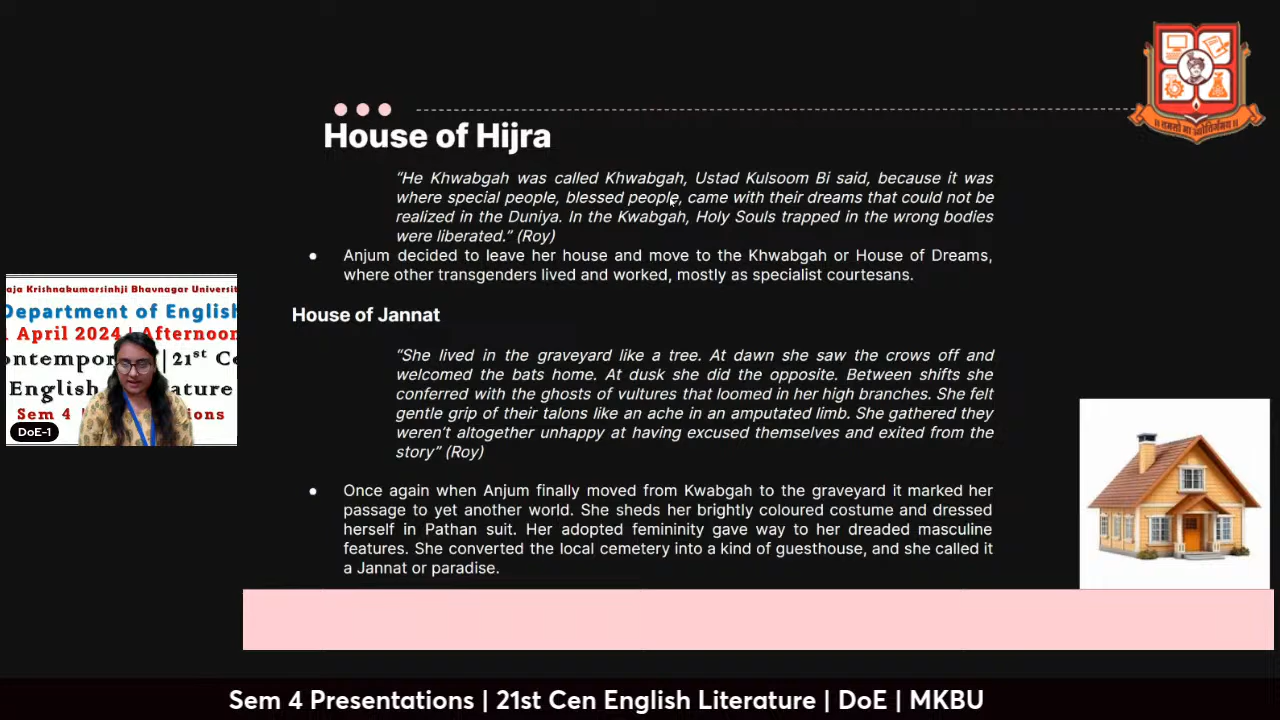 House of Hijra
“He Khwabgah was called Khwabgah, Ustad Kulsoom Bi said, because it was
where special people, blessed people, came with their dreams that could not be
realized in the Duniya. In the Kwabgah, Holy Souls trapped in the wrong bodies
were liberated.” (Roy)
● Anjum decided to leave her house and move to the Khwabgah or House of Dreams,
where other transgenders lived and worked, mostly as specialist courtesans.
House of Jannat
“She lived in the graveyard like a tree. At dawn she saw the crows off and
welcomed the bats home. At dusk she did the opposite. Between shifts she
conferred with the ghosts of vultures that loomed in her high branches. She felt
gentle grip of their talons like an ache in an amputated limb. She gathered they
weren’t altogether unhappy at having excused themselves and exited from the
story” (Roy)
● Once again when Anjum finally moved from Kwabgah to the graveyard it marked her
passage to yet another world. She sheds her brightly coloured costume and dressed
herself in Pathan suit. Her adopted femininity gave way to her dreaded masculine
features. She converted the local cemetery into a kind of guesthouse, and she called it
a Jannat or paradise.
aja Krishnakumarsinhji Bhavnagar Universit
Department of English
April 2024 | Afternoon
ontempor | 21st Ce
English ature
Sem 4 ions
DoE-1
॥ तमसो मा ज्योतिर्गमय ॥
Sem 4 Presentations | 21st Cen English Literature | DoE | MKBU